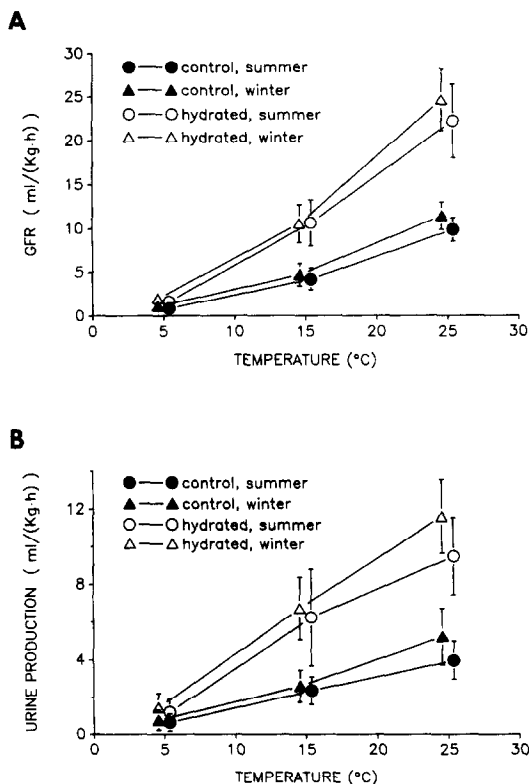 A
30
25
20
15
10
5
0
GFR ( ml/(Kg·h) )
control, summer
control, winter
hydrated, summer
hydrated, winter
0 5 10 15 20 25 30
TEMPERATURE (°C)
B
12
8
4
0
URINE PRODUCTION ( ml/(Kg·h) )
control, summer
control, winter
hydrated, summer
hydrated, winter
0 5 10 15 20 25 30
TEMPERATURE (°C)